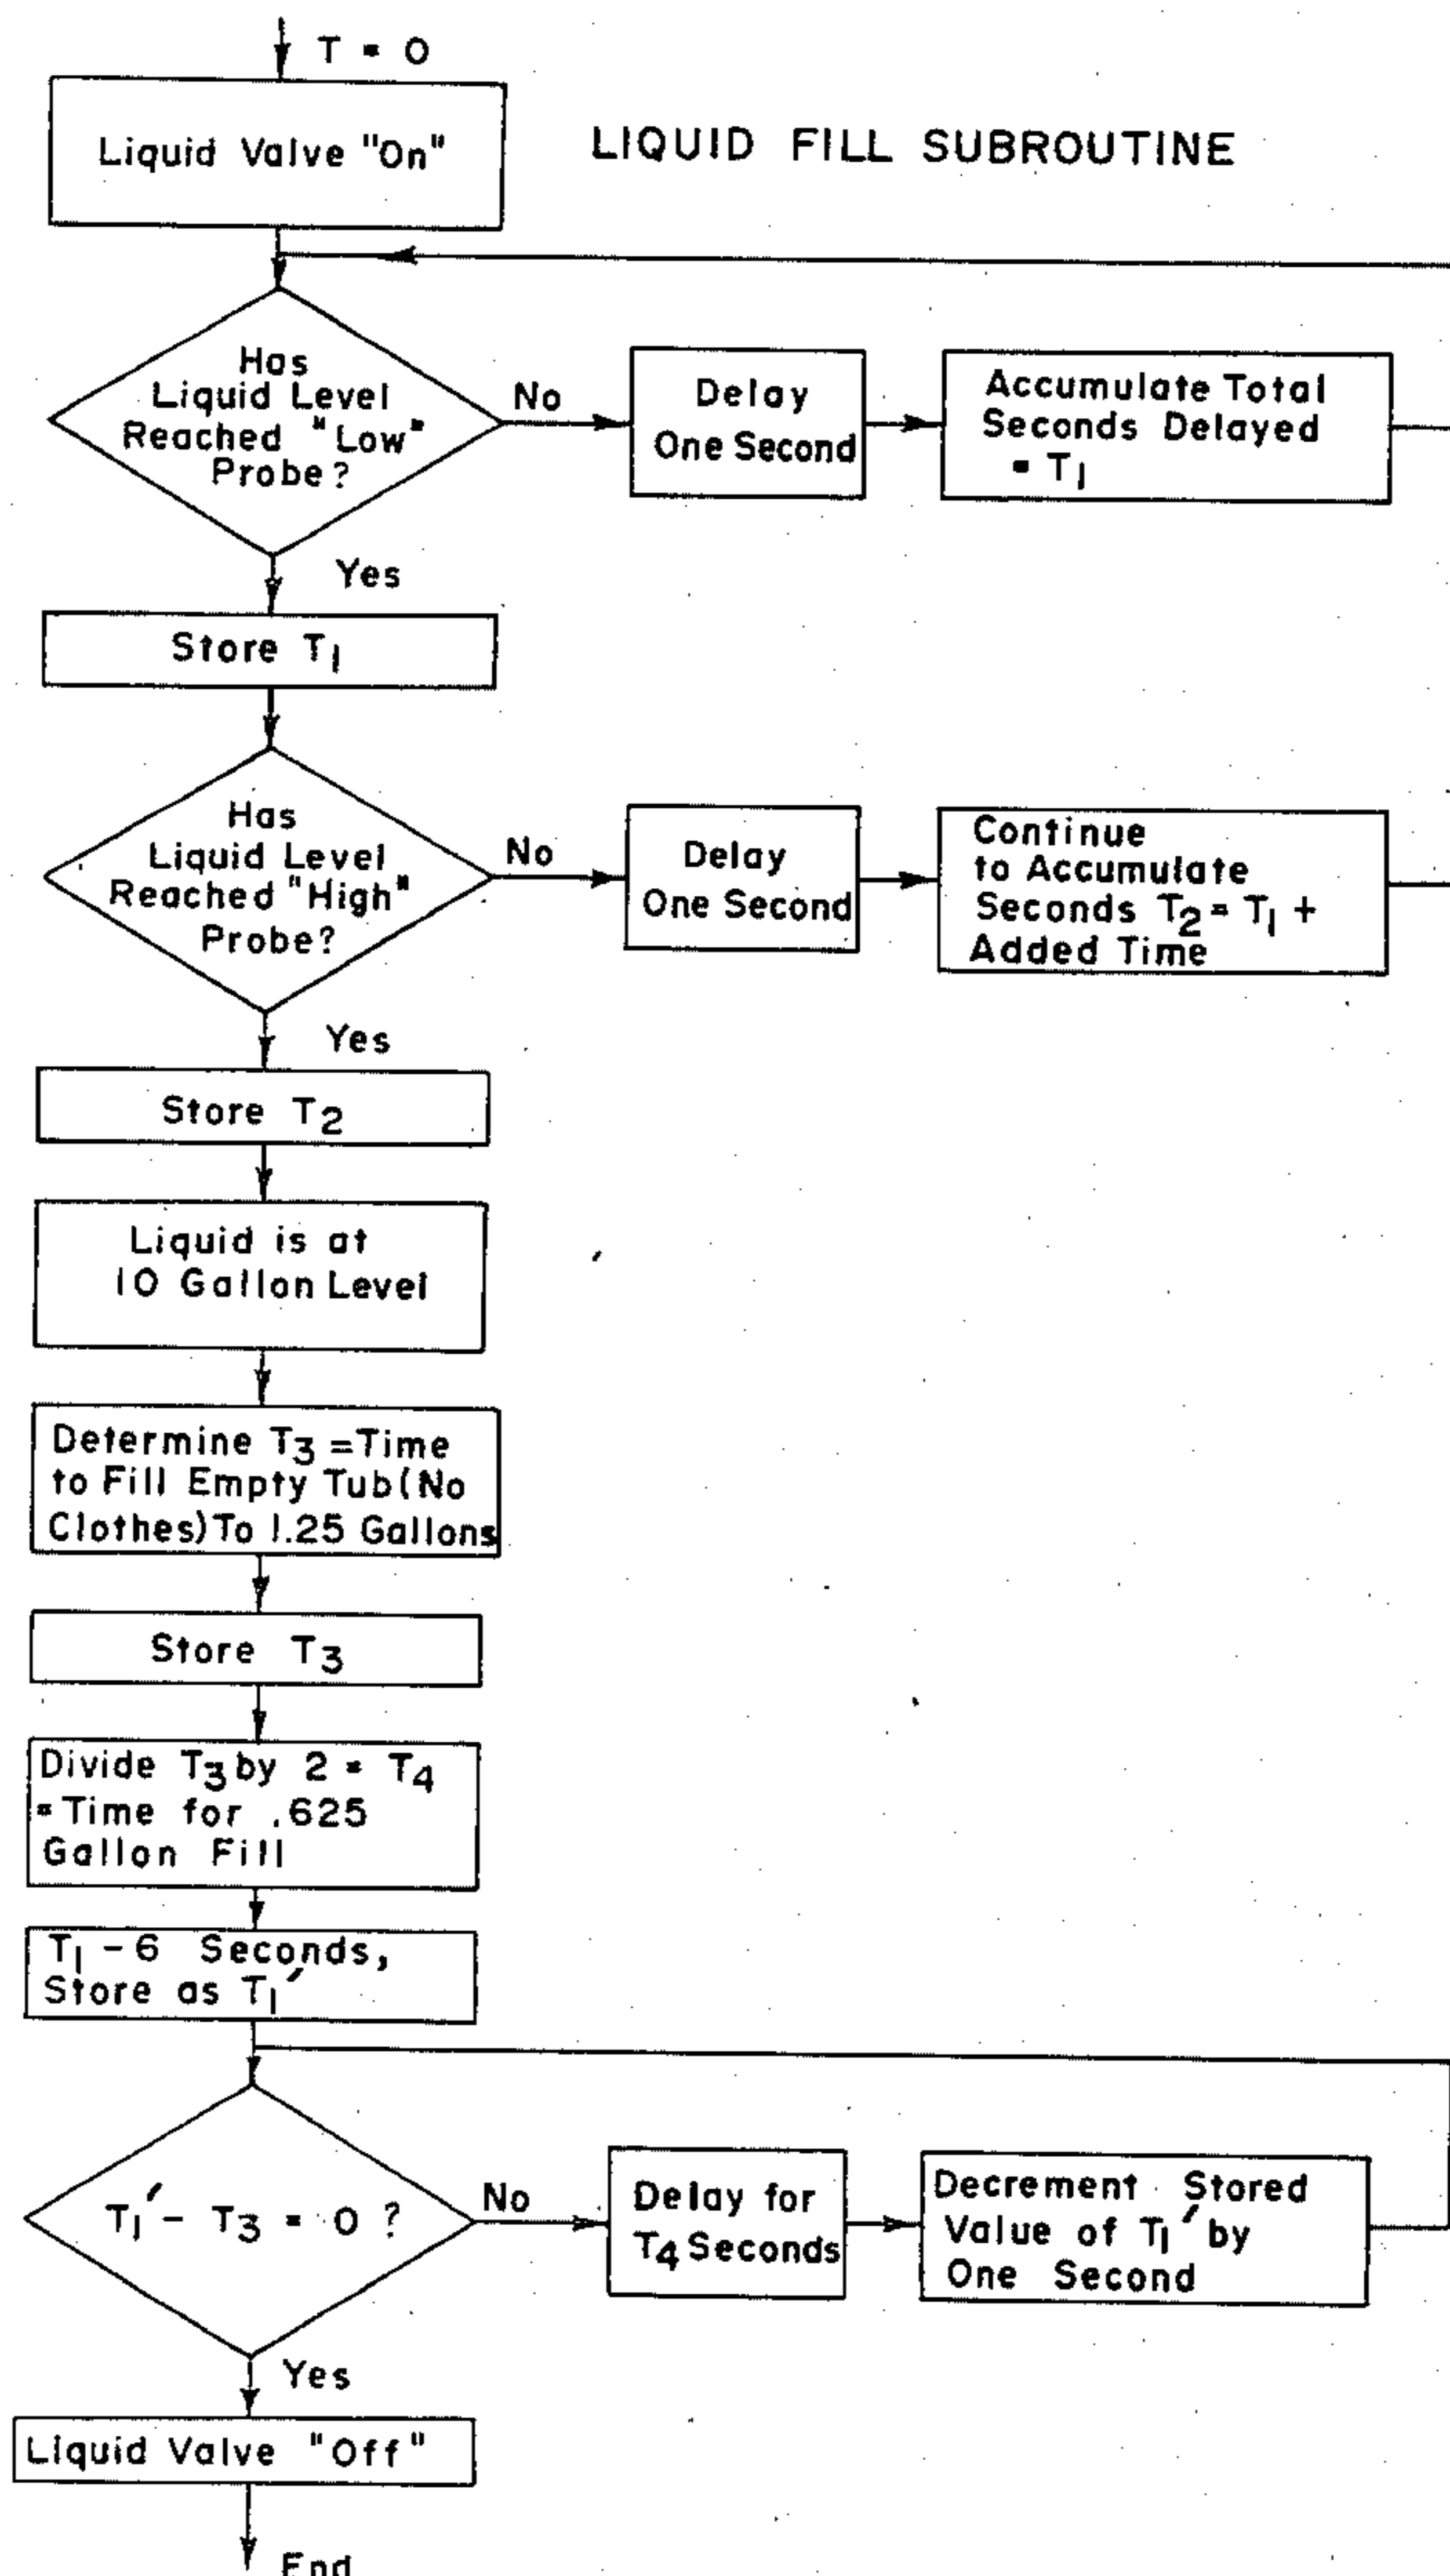 T = 0
Liquid Valve "On"
LIQUID FILL SUBROUTINE
Has
Liquid Level
Reached "Low"
Probe?
No
Delay
One Second
Accumulate Total
Seconds Delayed
= T1
Yes
Store T1
Has
Liquid Level
Reached "High"
Probe?
No
Delay
One Second
Continue
to Accumulate
Seconds T2 = T1 +
Added Time
Yes
Store T2
Liquid is at
10 Gallon Level
Determine T3 = Time
to Fill Empty Tub (No
Clothes) To 1.25 Gallons
Store T3
Divide T3 by 2 = T4
= Time for .625
Gallon Fill
T1 - 6 Seconds,
Store as T1'
T1' - T3 = 0 ?
No
Delay for
T4 Seconds
Decrement Stored
Value of T1' by
One Second
Yes
Liquid Valve "Off"
End